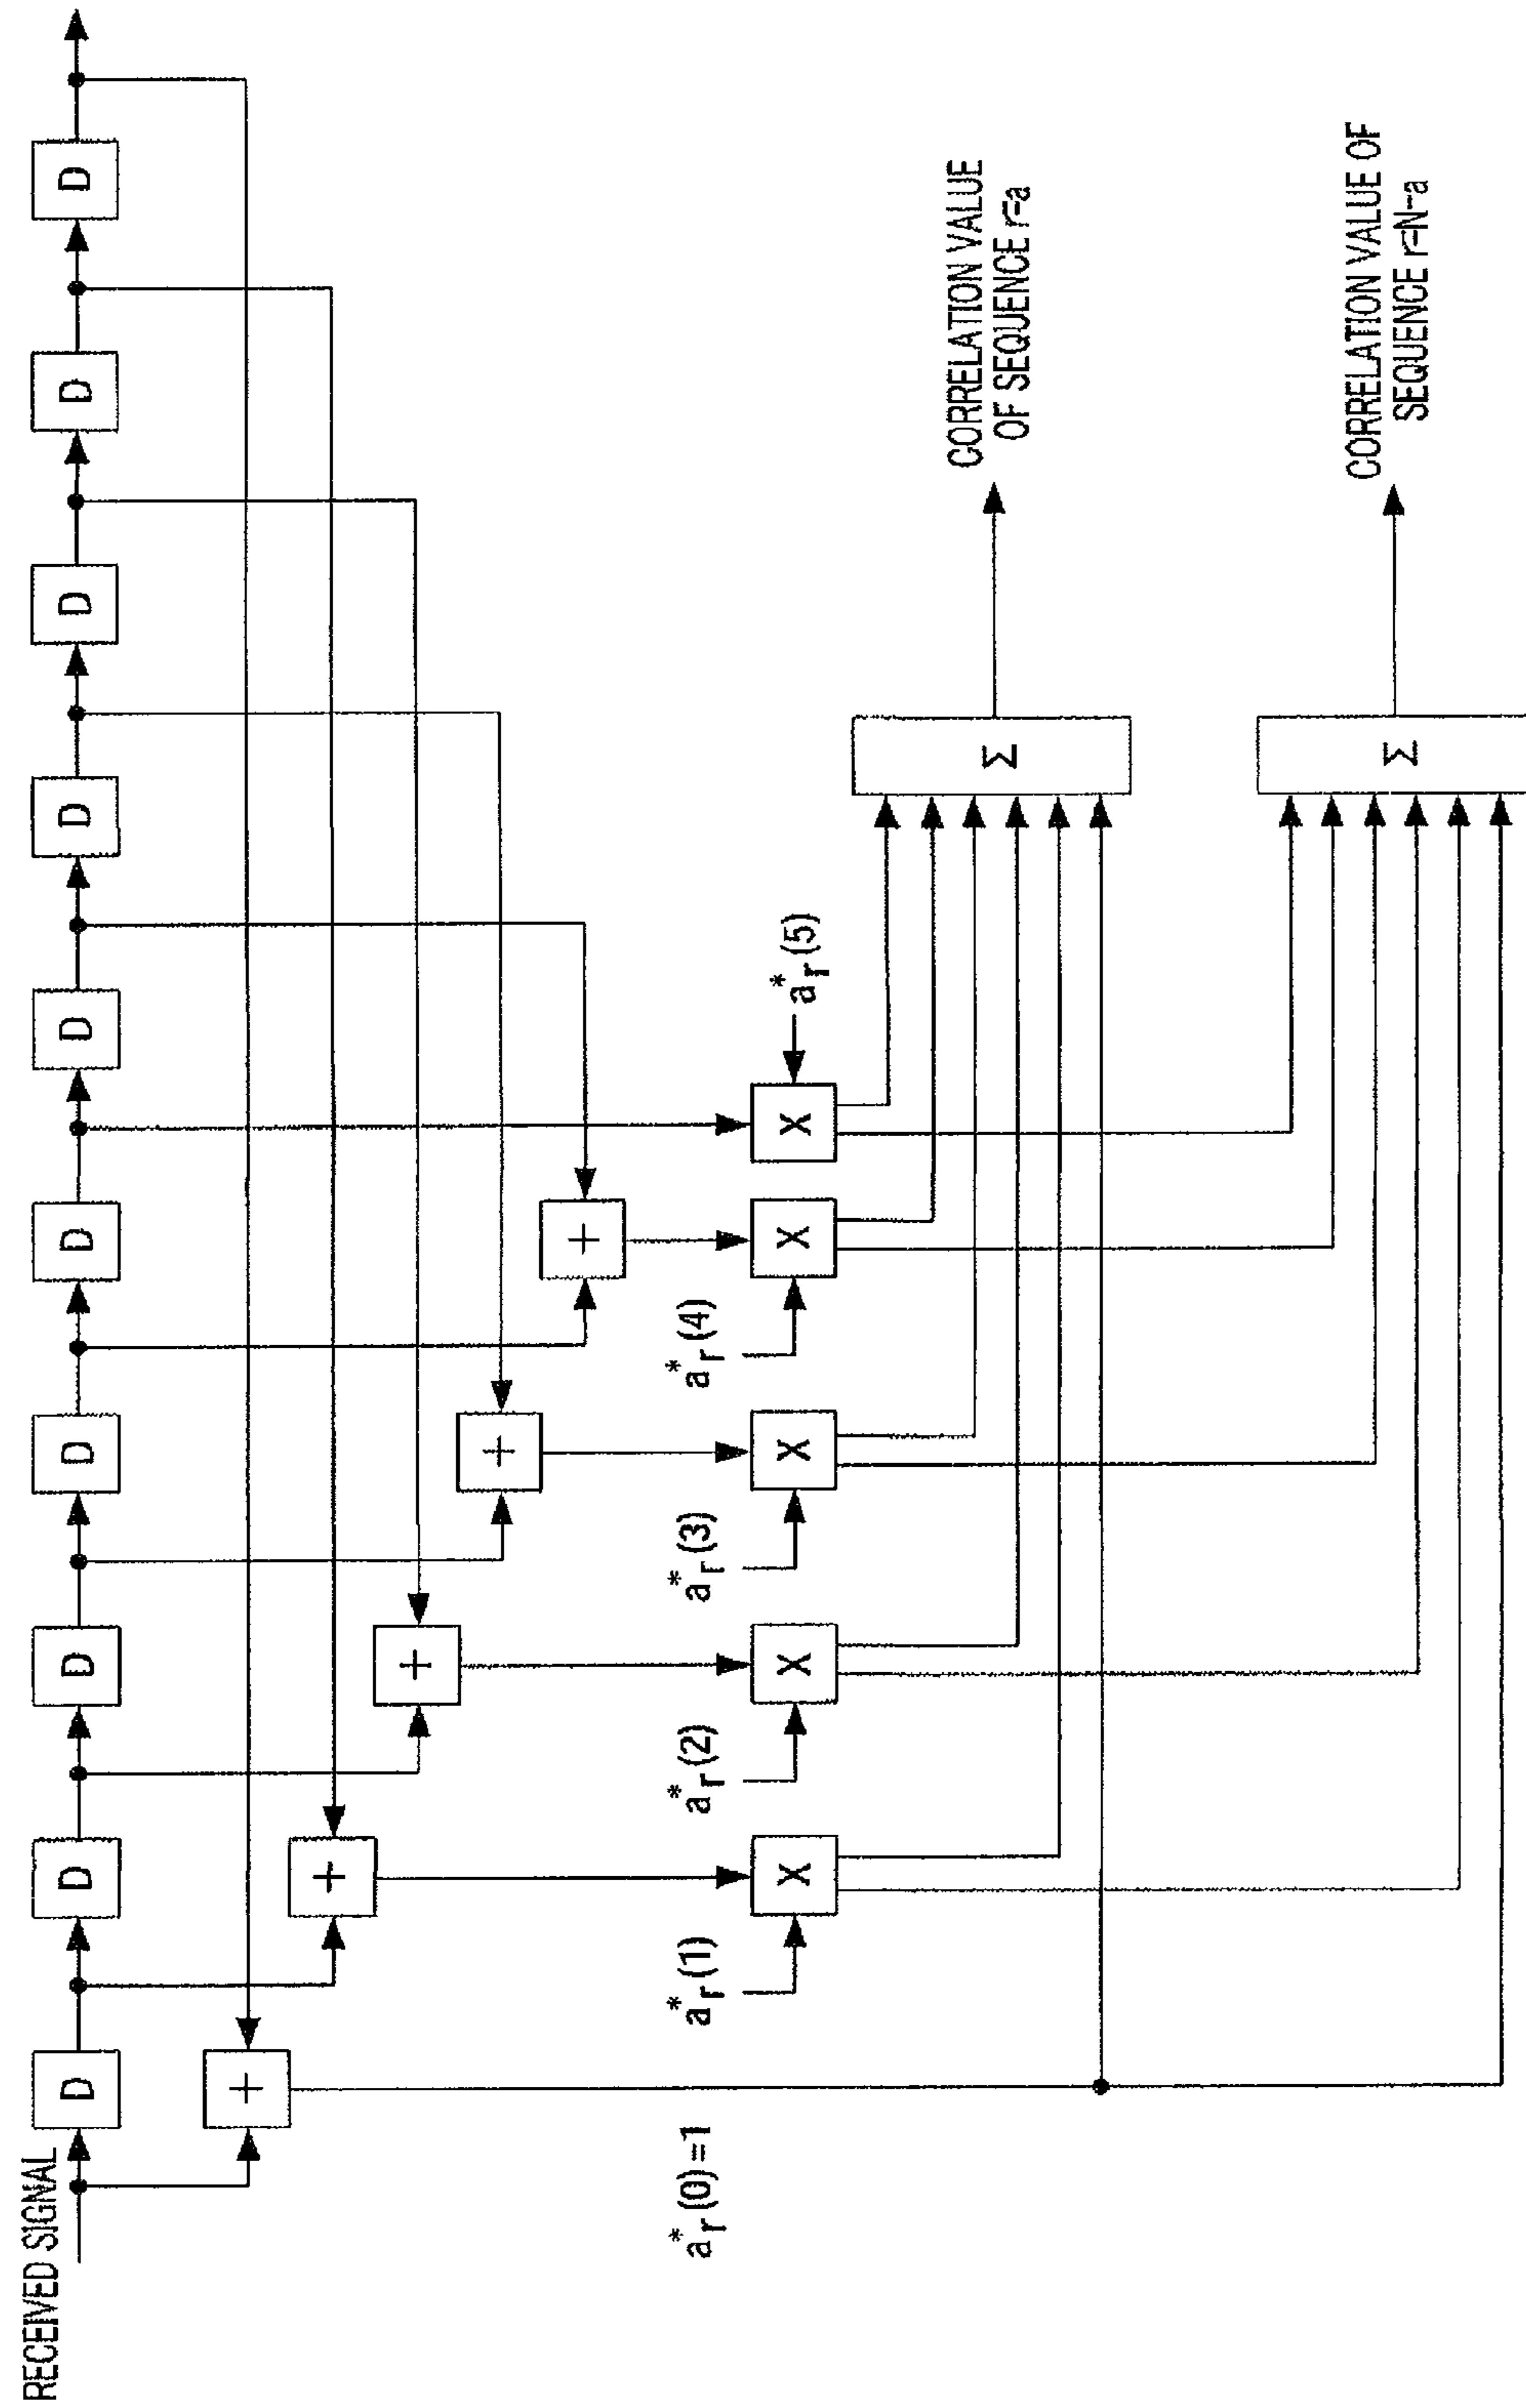 RECEIVED SIGNAL
D
D
D
D
D
D
D
D
D
D
+
+
+
+
+
a*r(0)=1
a*r(1)
a*r(2)
a*r(3)
a*r(4)
a*r(5)
X
X
X
X
X
Σ
CORRELATION VALUE
OF SEQUENCE r=a
Σ
CORRELATION VALUE OF
SEQUENCE r=N-a